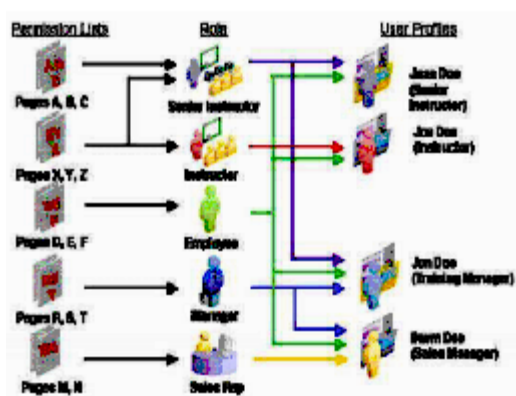 Permission Lists
Role
User Profiles
Pages A, B, C
Senior Instructor
Jane Doe
(Senior
Instructor)
Pages X, Y, Z
Instructor
Joe Doe
(Instructor)
Pages D, E, F
Employee
Jon Doe
(Training Manager)
Pages R, S, T
Manager
Doe
(Sales Manager)
Pages M, N
Sales Rep